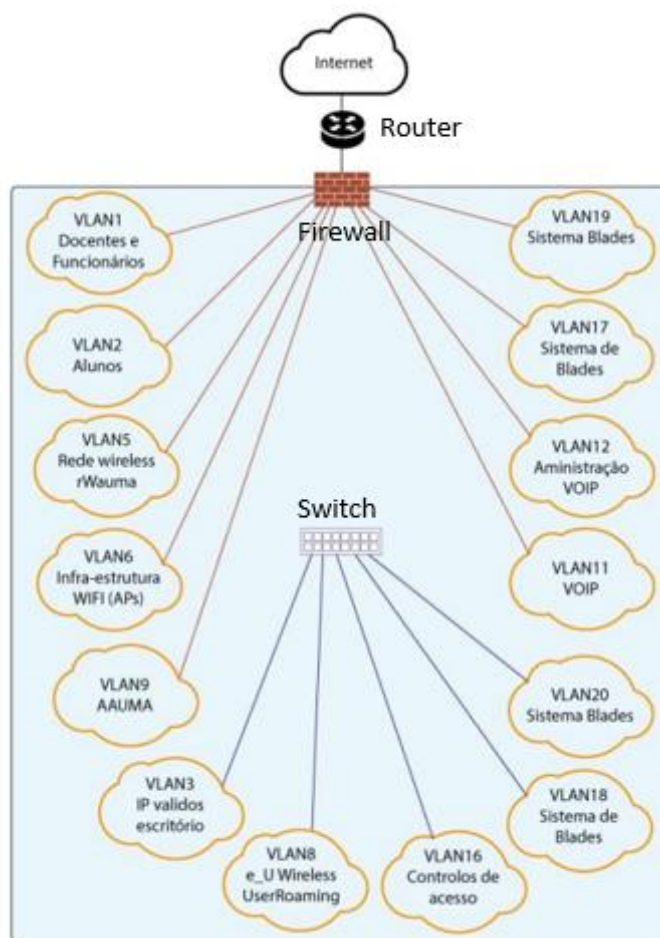 Internet
Router
Firewall
VLAN1
Docentes e
Funcionários
VLAN2
Alunos
VLAN5
Rede wireless
rWauma
VLAN6
Infra-estrutura
WIFI (APs)
VLAN9
AAUMA
VLAN3
IP validos
escritório
VLAN8
e_U Wireless
UserRoaming
Switch
VLAN16
Controlos de
acesso
VLAN18
Sistema de
Blades
VLAN20
Sistema Blades
VLAN11
VOIP
VLAN12
Aministração
VOIP
VLAN17
Sistema de
Blades
VLAN19
Sistema Blades